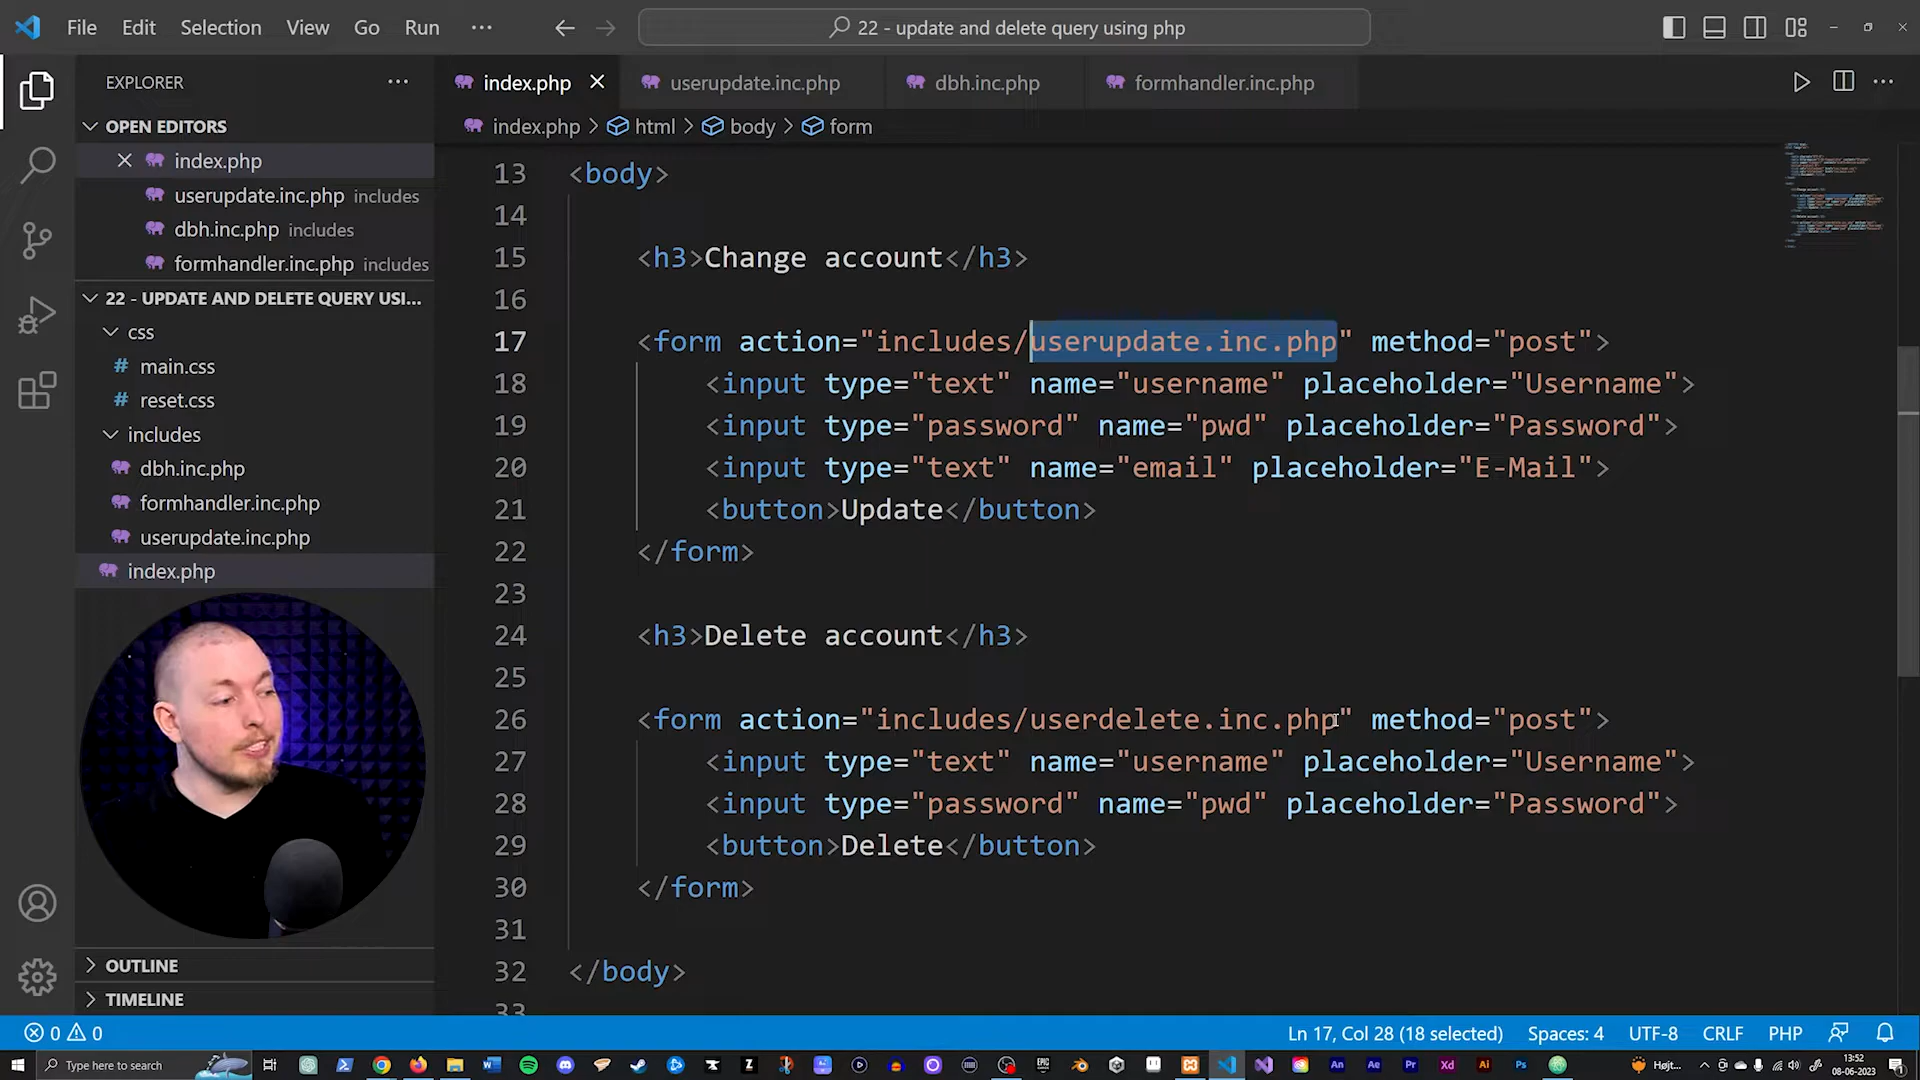 File Edit Selection View Go Run ···
22 - update and delete query using php
EXPLORER
index.php
userupdate.inc.php
dbh.inc.php
formhandler.inc.php
OPEN EDITORS
index.php > html > body > form
index.php
userupdate.inc.php includes
dbh.inc.php includes
formhandler.inc.php includes
22 - UPDATE AND DELETE QUERY USI...
css
# main.css
# reset.css
includes
dbh.inc.php
formhandler.inc.php
userupdate.inc.php
index.php
OUTLINE
TIMELINE
13 <body>
14
15 <h3>Change account</h3>
16
17 <form action="includes/userupdate.inc.php" method="post">
18 <input type="text" name="username" placeholder="Username">
19 <input type="password" name="pwd" placeholder="Password">
20 <input type="text" name="email" placeholder="E-Mail">
21 <button>Update</button>
22 </form>
23
24 <h3>Delete account</h3>
25
26 <form action="includes/userdelete.inc.php" method="post">
27 <input type="text" name="username" placeholder="Username">
28 <input type="password" name="pwd" placeholder="Password">
29 <button>Delete</button>
30 </form>
31
32 </body>
33
0 0
Ln 17, Col 28 (18 selected) Spaces: 4 UTF-8 CRLF PHP
Type here to search
Højt...
13:52
08-06-2023